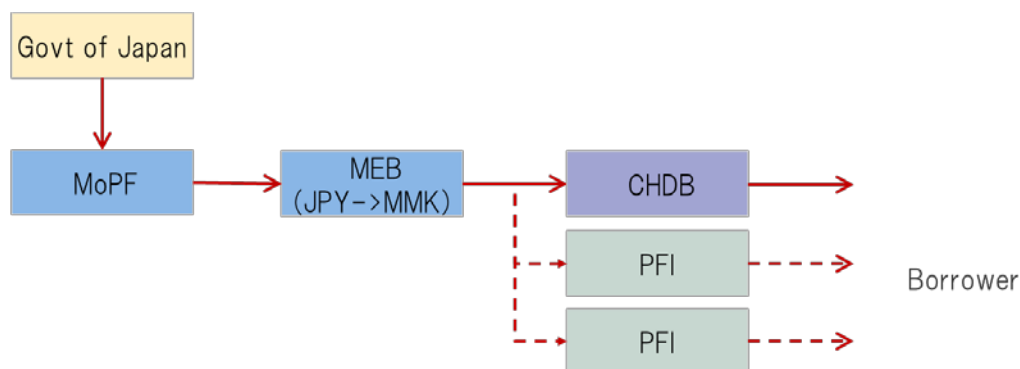 Govt of Japan
MoPF
MEB
(JPY->MMK)
CHDB
PFI
Borrower
PFI